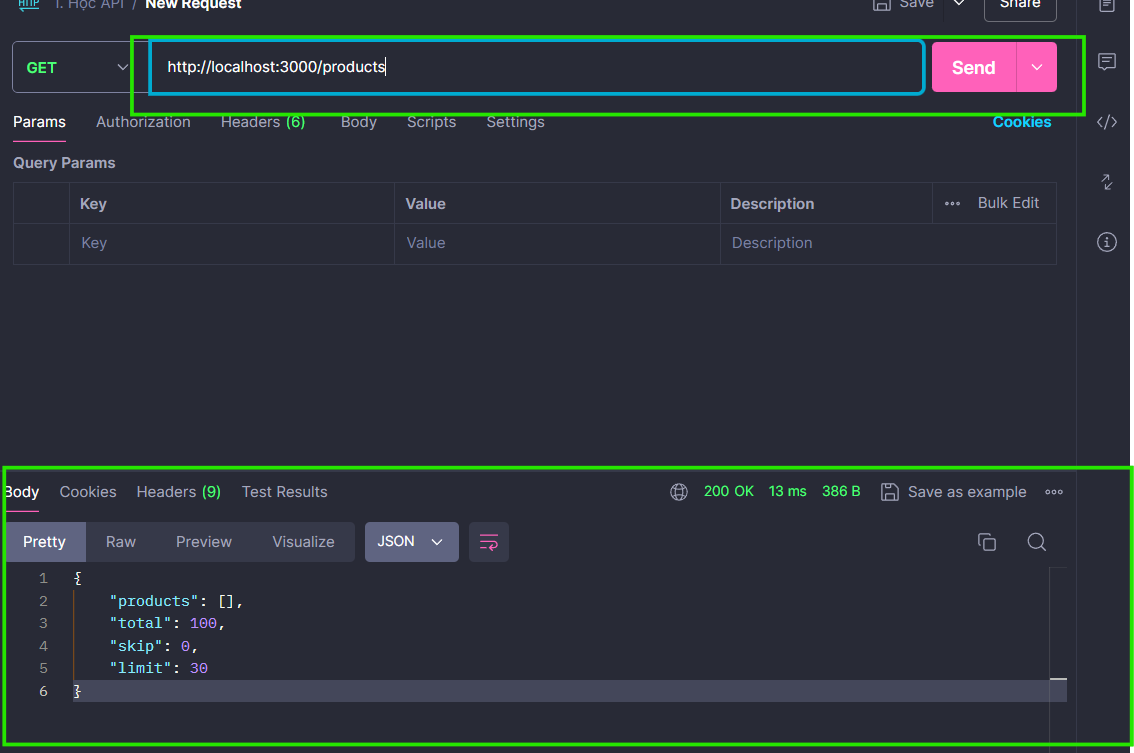 HTTP 1. Học API / New Request Save Share
GET http://localhost:3000/products Send
Params Authorization Headers (6) Body Scripts Settings Cookies
Query Params
Key Value Description ••• Bulk Edit
Key Value Description
Body Cookies Headers (9) Test Results 200 OK 13 ms 386 B Save as example •••
Pretty Raw Preview Visualize JSON
1 {
2 "products": [],
3 "total": 100,
4 "skip": 0,
5 "limit": 30
6 }